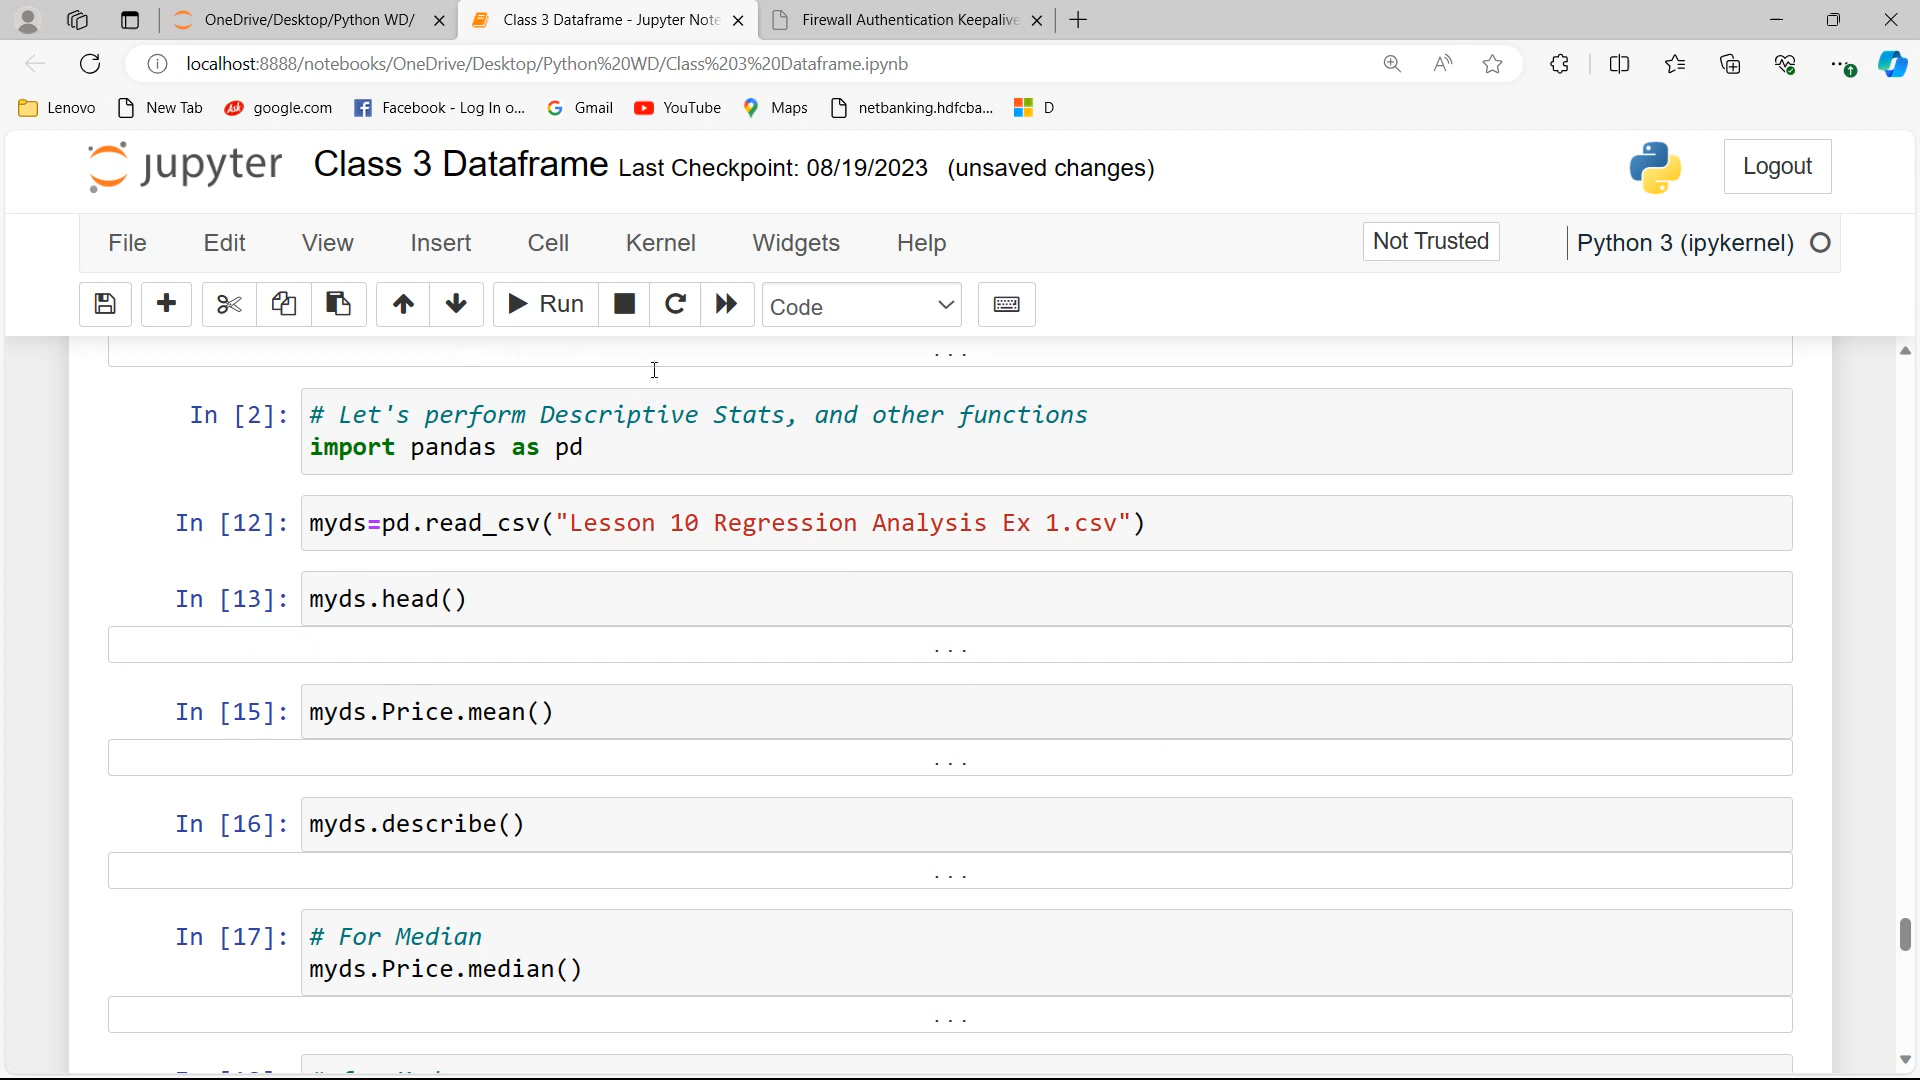 OneDrive/Desktop/Python WD/
Class 3 Dataframe - Jupyter Note
Firewall Authentication Keepalive
localhost:8888/notebooks/OneDrive/Desktop/Python%20WD/Class%203%20Dataframe.ipynb
Lenovo
New Tab
Ask
google.com
Facebook - Log In o...
Gmail
YouTube
Maps
netbanking.hdfcba...
D
jupyter Class 3 Dataframe Last Checkpoint: 08/19/2023 (unsaved changes)
Logout
File Edit View Insert Cell Kernel Widgets Help
Not Trusted
Python 3 (ipykernel)
Run
Code
...
In [2]: # Let's perform Descriptive Stats, and other functions
import pandas as pd
In [12]: myds=pd.read_csv("Lesson 10 Regression Analysis Ex 1.csv")
In [13]: myds.head()
...
In [15]: myds.Price.mean()
...
In [16]: myds.describe()
...
In [17]: # For Median
myds.Price.median()
...